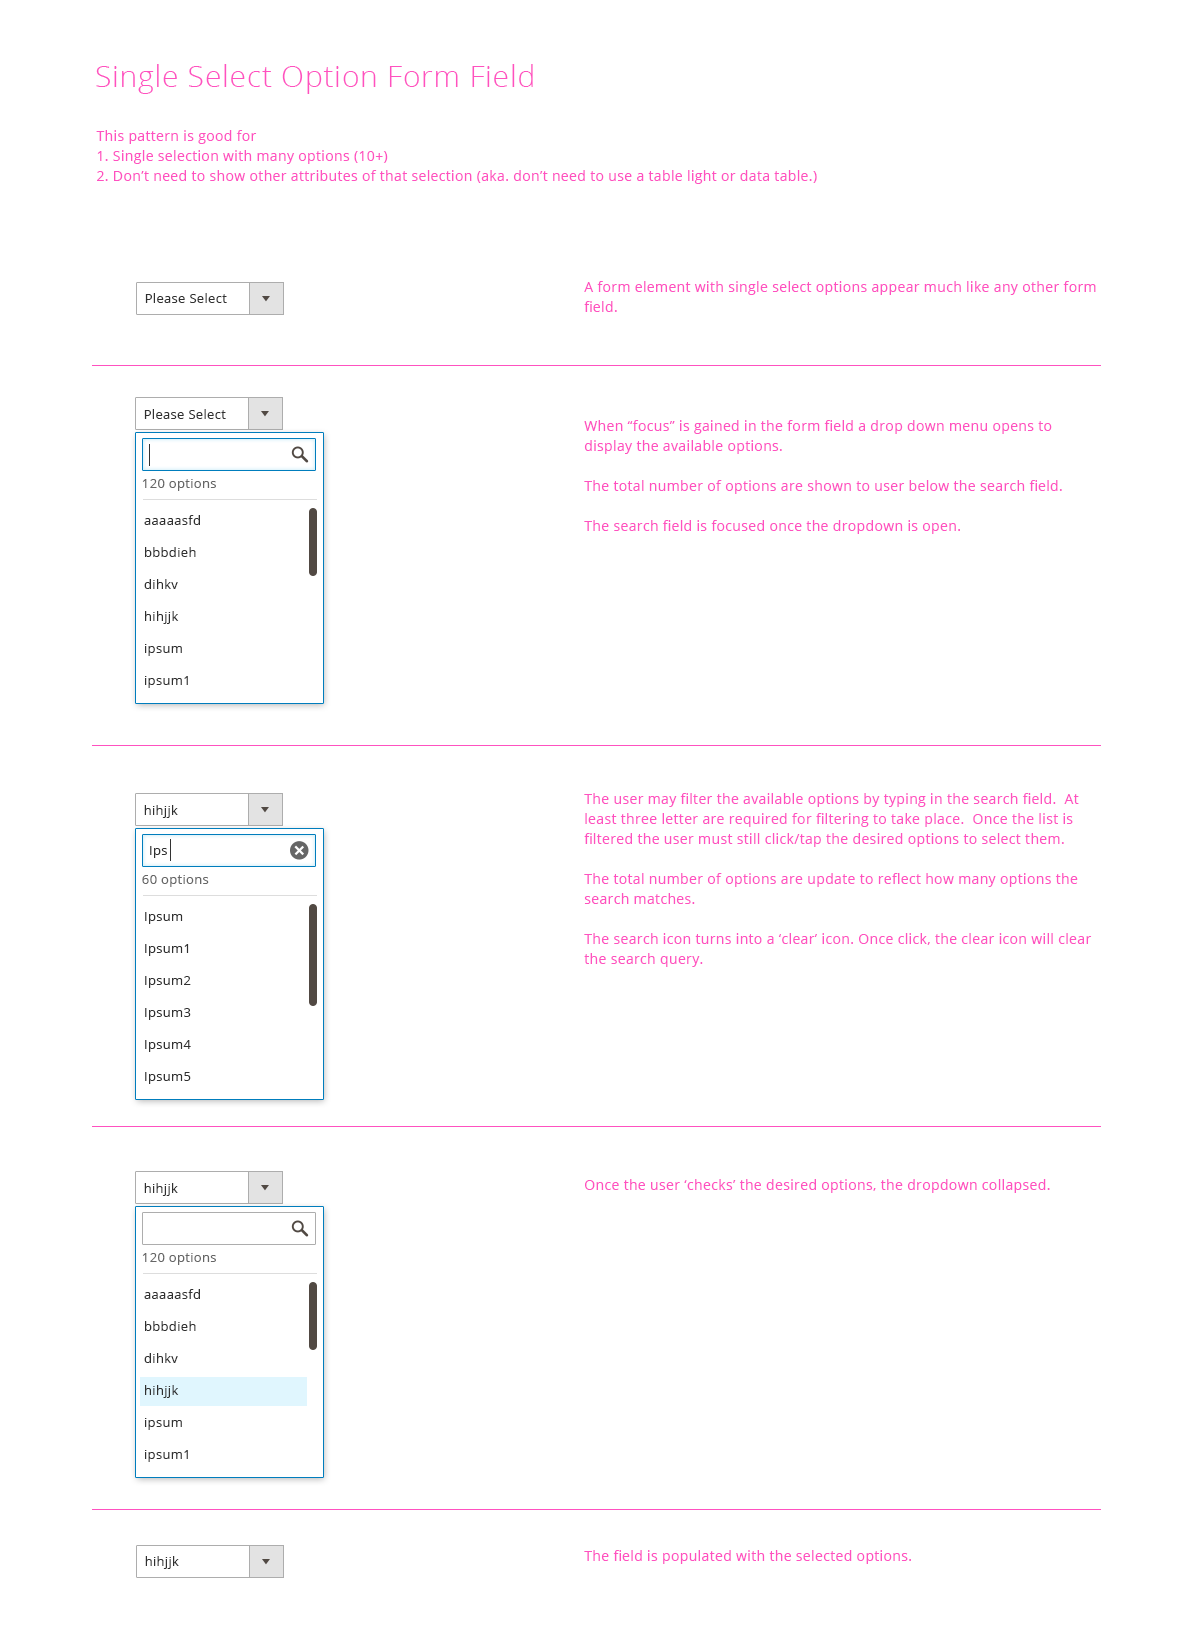 Single Select Option Form Field
This pattern is good for
1. Single selection with many options (10+)
2. Don’t need to show other attributes of that selection (aka. don’t need to use a table light or data table.)
Please Select
A form element with single select options appear much like any other form
field.
Please Select
120 options
aaaaasfd
bbbdieh
dihkv
hihjjk
ipsum
ipsum1
When “focus” is gained in the form field a drop down menu opens to
display the available options.
The total number of options are shown to user below the search field.
The search field is focused once the dropdown is open.
hihjjk
Ips
60 options
Ipsum
Ipsum1
Ipsum2
Ipsum3
Ipsum4
Ipsum5
The user may filter the available options by typing in the search field.  At
least three letter are required for filtering to take place.  Once the list is
filtered the user must still click/tap the desired options to select them.
The total number of options are update to reflect how many options the
search matches.
The search icon turns into a ‘clear’ icon. Once click, the clear icon will clear
the search query.
hihjjk
120 options
aaaaasfd
bbbdieh
dihkv
hihjjk
ipsum
ipsum1
Once the user ‘checks’ the desired options, the dropdown collapsed.
hihjjk
The field is populated with the selected options.